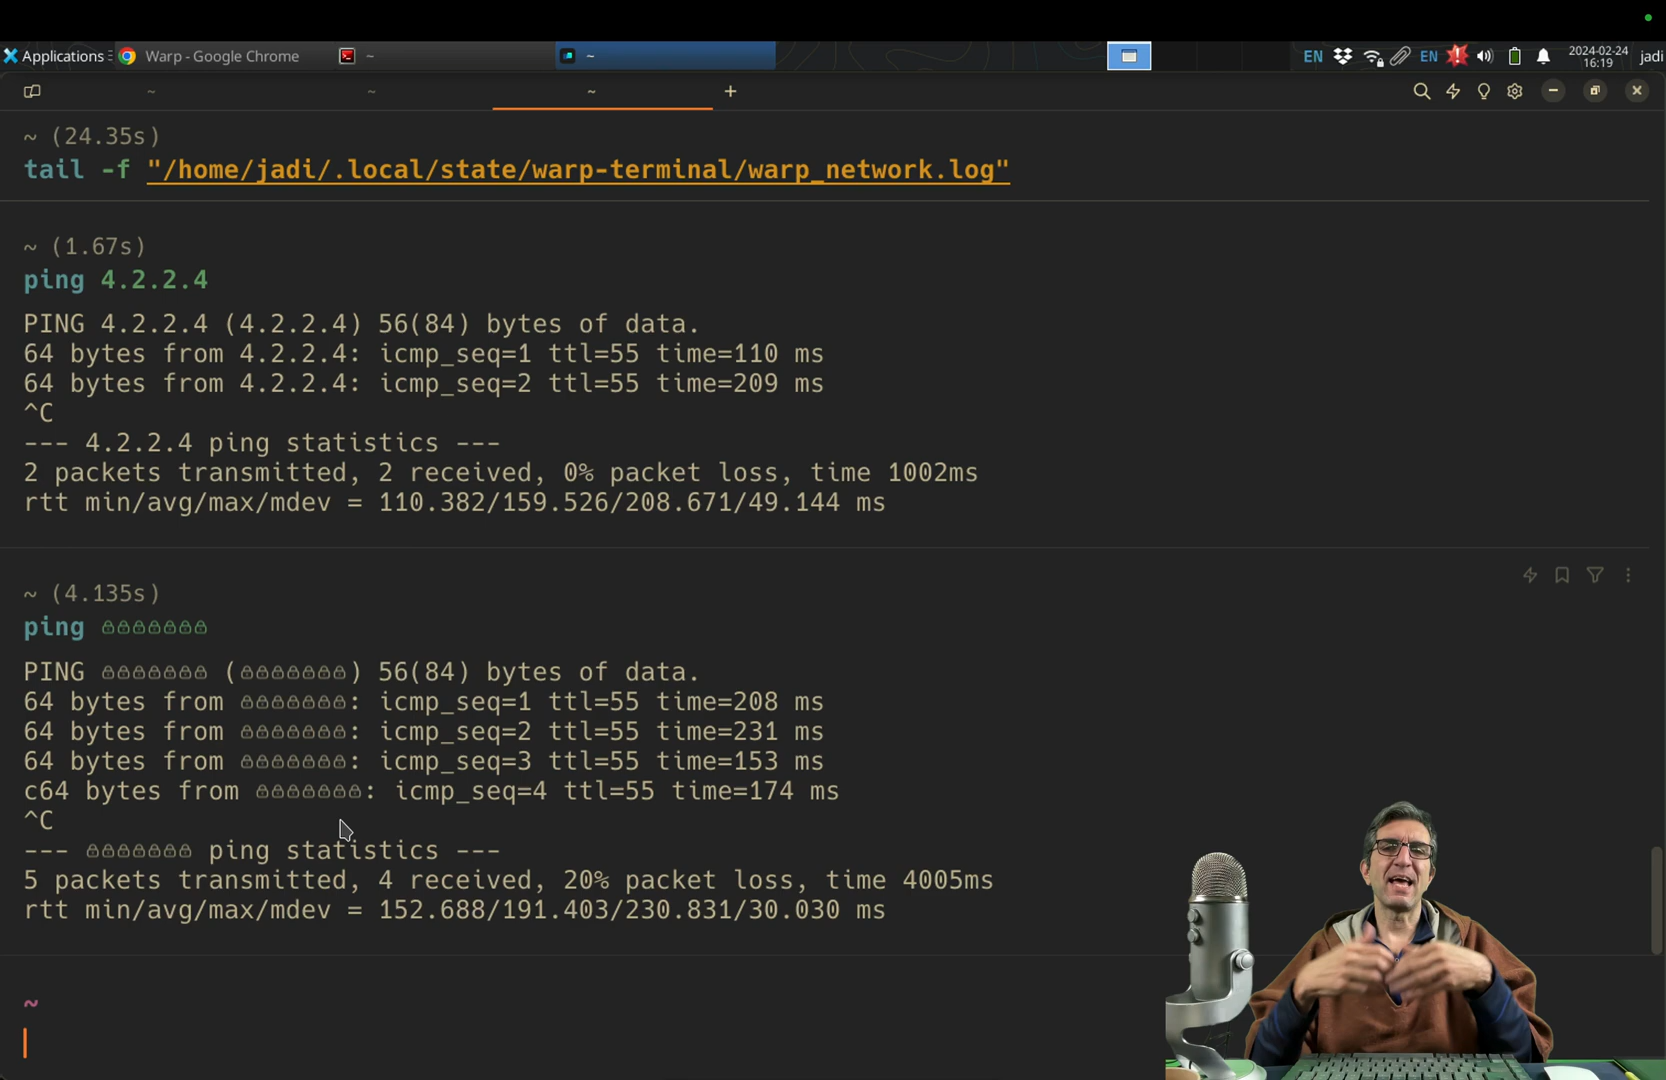 Applications
Warp - Google Chrome
~
~
EN
EN
2024-02-24
16:19
jadi
~
~
~
+
~ (24.35s)
tail -f "/home/jadi/.local/state/warp-terminal/warp_network.log"
~ (1.67s)
ping 4.2.2.4
PING 4.2.2.4 (4.2.2.4) 56(84) bytes of data.
64 bytes from 4.2.2.4: icmp_seq=1 ttl=55 time=110 ms
64 bytes from 4.2.2.4: icmp_seq=2 ttl=55 time=209 ms
^C
--- 4.2.2.4 ping statistics ---
2 packets transmitted, 2 received, 0% packet loss, time 1002ms
rtt min/avg/max/mdev = 110.382/159.526/208.671/49.144 ms
~ (4.135s)
ping 🔒🔒🔒🔒🔒🔒🔒
PING 🔒🔒🔒🔒🔒🔒🔒 (🔒🔒🔒🔒🔒🔒🔒) 56(84) bytes of data.
64 bytes from 🔒🔒🔒🔒🔒🔒🔒: icmp_seq=1 ttl=55 time=208 ms
64 bytes from 🔒🔒🔒🔒🔒🔒🔒: icmp_seq=2 ttl=55 time=231 ms
64 bytes from 🔒🔒🔒🔒🔒🔒🔒: icmp_seq=3 ttl=55 time=153 ms
c64 bytes from 🔒🔒🔒🔒🔒🔒🔒: icmp_seq=4 ttl=55 time=174 ms
^C
--- 🔒🔒🔒🔒🔒🔒🔒 ping statistics ---
5 packets transmitted, 4 received, 20% packet loss, time 4005ms
rtt min/avg/max/mdev = 152.688/191.403/230.831/30.030 ms
~